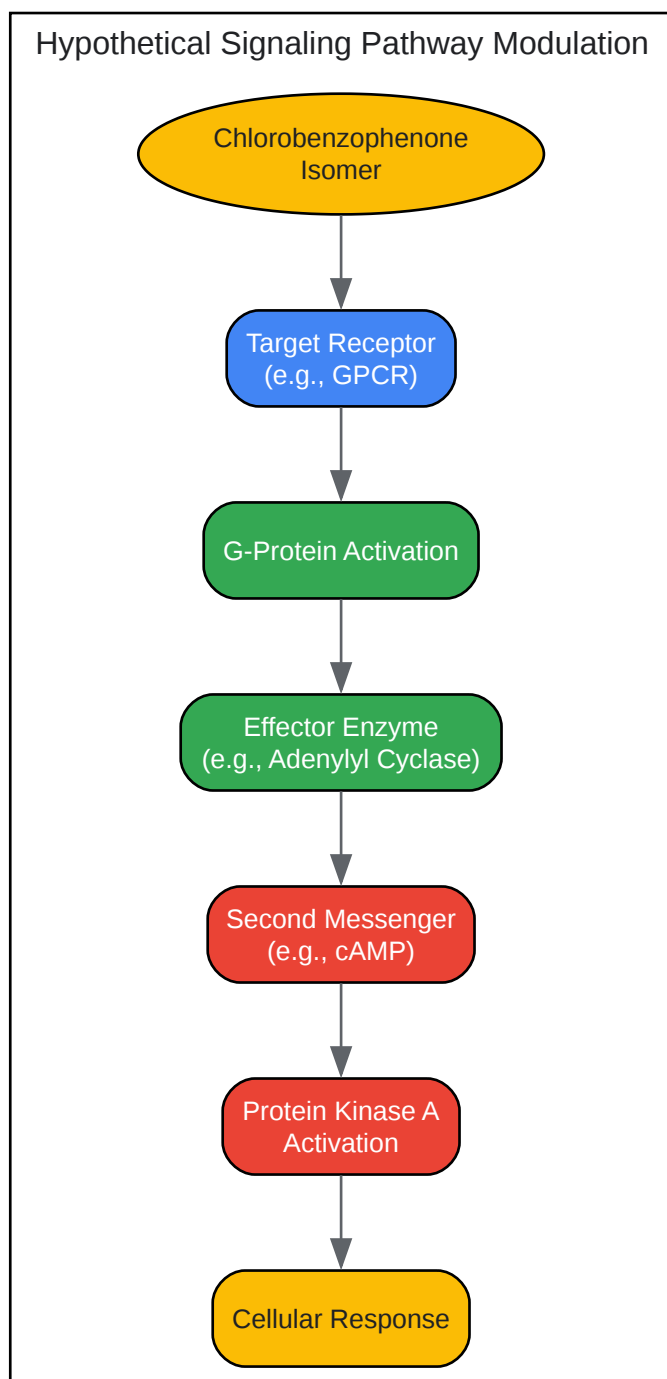 Hypothetical Signaling Pathway Modulation
Chlorobenzophenone
Isomer
Target Receptor
(e.g., GPCR)
G-Protein Activation
Effector Enzyme
(e.g., Adenylyl Cyclase)
Second Messenger
(e.g., cAMP)
Protein Kinase A
Activation
Cellular Response